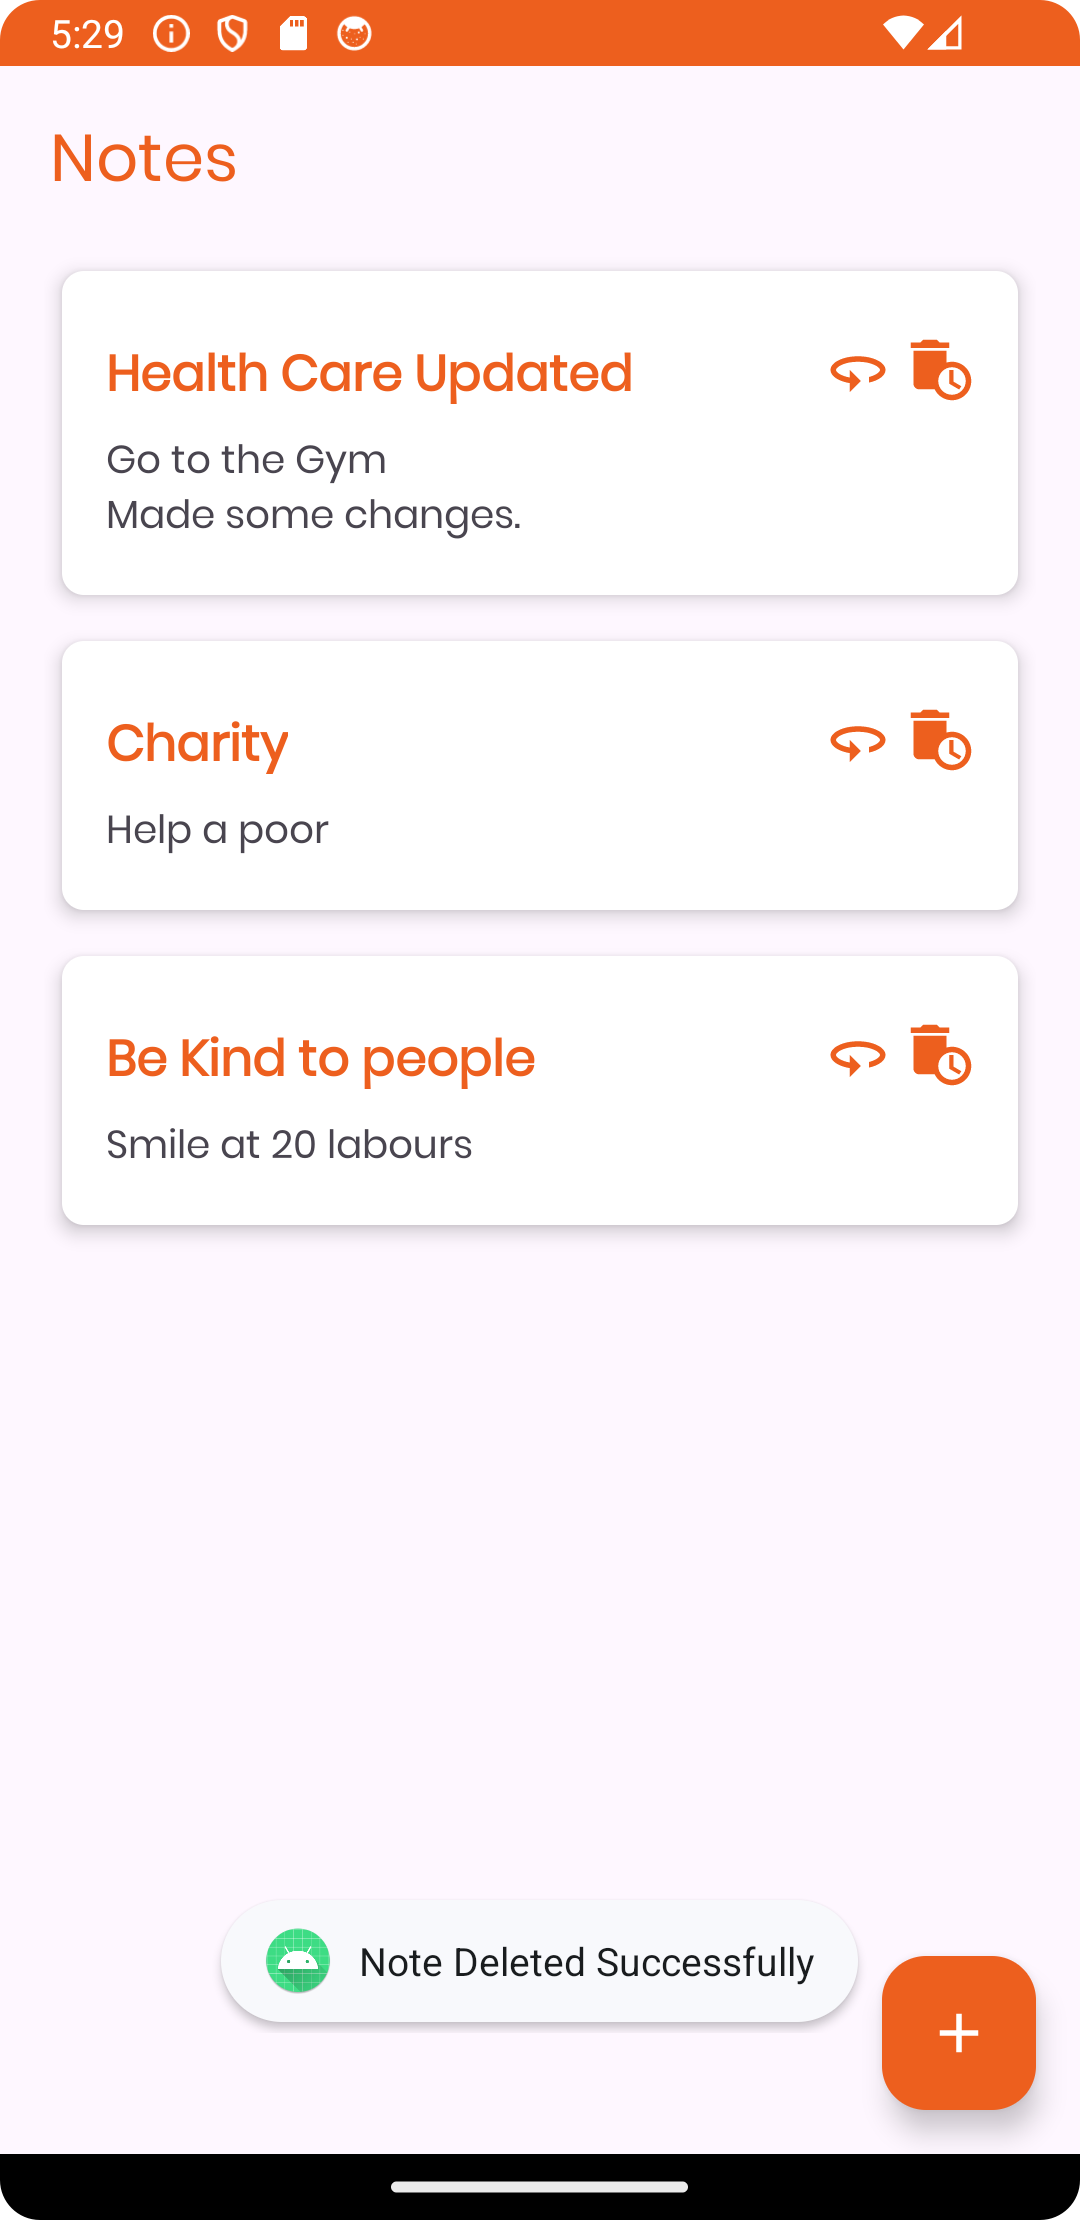 5:29
Notes
Health Care Updated
Go to the Gym
Made some changes.
Charity
Help a poor
Be Kind to people
Smile at 20 labours
Note Deleted Successfully